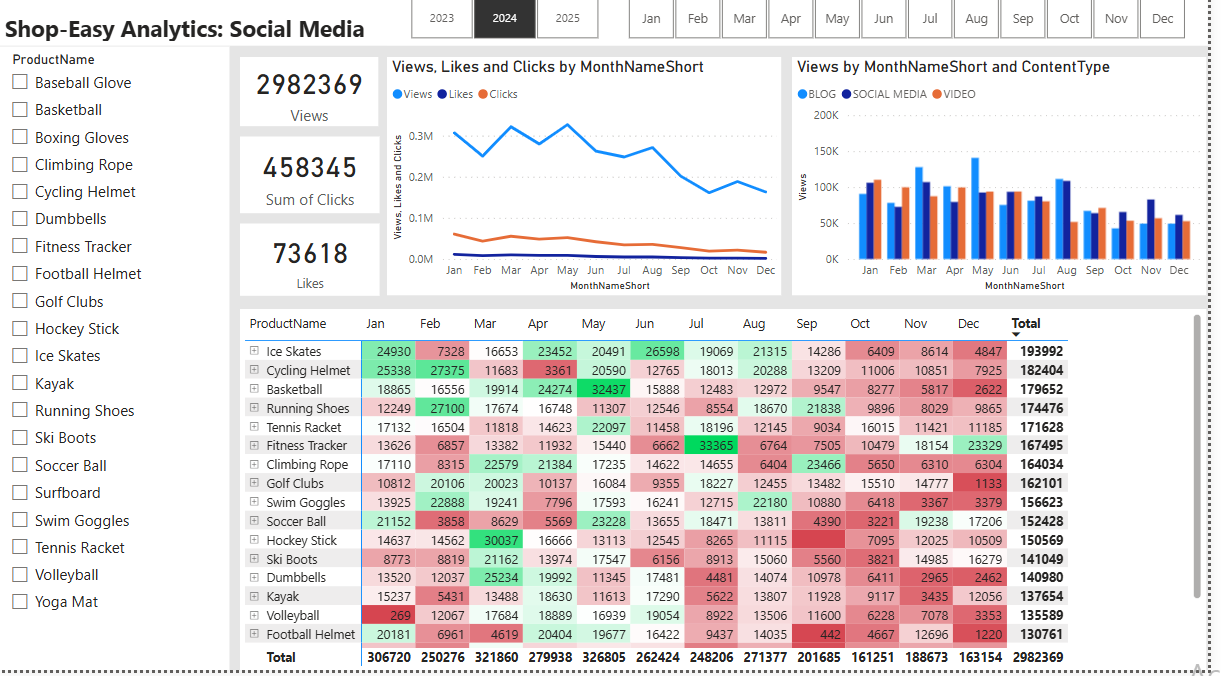 2023 2024 2025 Jan Feb Mar Apr May Jun Jul Aug Sep Oct Nov Dec
Shop-Easy Analytics: Social Media
ProductName
Baseball Glove
Basketball
Boxing Gloves
Climbing Rope
Cycling Helmet
Dumbbells
Fitness Tracker
Football Helmet
Golf Clubs
Hockey Stick
Ice Skates
Kayak
Running Shoes
Ski Boots
Soccer Ball
Surfboard
Swim Goggles
Tennis Racket
Volleyball
Yoga Mat
2982369
Views
458345
Sum of Clicks
73618
Likes
Views, Likes and Clicks by MonthNameShort
Views Likes Clicks
Views, Likes and Clicks
0.3M
0.2M
0.1M
0.0M
Jan Feb Mar Apr May Jun Jul Aug Sep Oct Nov Dec
MonthNameShort
Views by MonthNameShort and ContentType
BLOG SOCIAL MEDIA VIDEO
Views
200K
150K
100K
50K
0K
Jan Feb Mar Apr May Jun Jul Aug Sep Oct Nov Dec
MonthNameShort
ProductName Jan Feb Mar Apr May Jun Jul Aug Sep Oct Nov Dec Total
Ice Skates 24930 7328 16653 23452 20491 26598 19069 21315 14286 6409 8614 4847 193992
Cycling Helmet 25338 27375 11683 3361 20590 12765 18013 20288 13209 11006 10851 7925 182404
Basketball 18865 16556 19914 24274 32437 15888 12483 12972 9547 8277 5817 2622 179652
Running Shoes 12249 27100 17674 16748 11307 12546 8554 18670 21838 9896 8029 9865 174476
Tennis Racket 17132 16504 11818 14623 22097 11458 18196 12145 9034 16015 11421 11185 171628
Fitness Tracker 13626 6857 13382 11932 15440 6662 33365 6764 7505 10479 18154 23329 167495
Climbing Rope 17110 8315 22579 21384 17235 14622 14655 6404 23466 5650 6310 6304 164034
Golf Clubs 10812 20106 20023 10137 16084 9355 18227 12455 13482 15510 14777 1133 162101
Swim Goggles 13925 22888 19241 7796 17593 16241 12715 22180 10880 6418 3367 3379 156623
Soccer Ball 21152 3858 8629 5569 23228 13655 18471 13811 4390 3221 19238 17206 152428
Hockey Stick 14637 14562 30037 16666 13113 12545 8265 11115 7095 12025 10509 150569
Ski Boots 8773 8819 21162 13974 17547 6156 8913 15060 5560 3821 14985 16279 141049
Dumbbells 13520 12037 25234 19992 11345 17481 4481 14074 10978 6411 2965 2462 140980
Kayak 15237 5431 13488 18630 11613 17290 5622 13807 11928 9117 3435 12056 137654
Volleyball 269 12067 17684 18889 16939 19054 8922 13506 11600 6228 7078 3353 135589
Football Helmet 20181 6961 4619 20404 19677 16422 9437 14035 442 4667 12696 1220 130761
Total 306720 250276 321860 279938 326805 262424 248206 271377 201685 161251 188673 163154 2982369